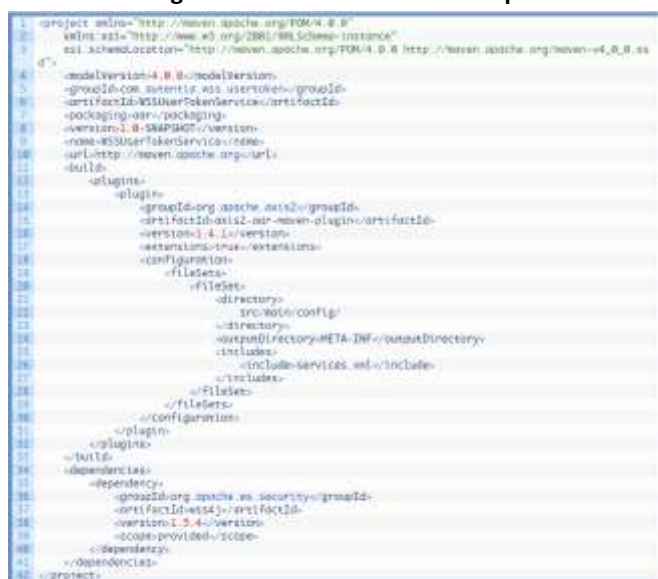 1 <project xmlns="http://maven.apache.org/POM/4.0.0"
2 xmlns:xsi="http://www.w3.org/2001/XMLSchema-instance"
3 xsi:schemaLocation="http://maven.apache.org/POM/4.0.0 http://maven.apache.org/maven-v4_0_0.xs
d">
4 <modelVersion>4.0.0</modelVersion>
5 <groupId>com.autentia.wss.usertoken</groupId>
6 <artifactId>WSSUserTokenService</artifactId>
7 <packaging>aar</packaging>
8 <version>1.0-SNAPSHOT</version>
9 <name>WSSUserTokenService</name>
10 <url>http://maven.apache.org</url>
11 <build>
12 <plugins>
13 <plugin>
14 <groupId>org.apache.axis2</groupId>
15 <artifactId>axis2-aar-maven-plugin</artifactId>
16 <version>1.4.1</version>
17 <extensions>true</extensions>
18 <configuration>
19 <fileSets>
20 <fileSet>
21 <directory>
22 src/main/config/
23 </directory>
24 <outputDirectory>META-INF</outputDirectory>
25 <includes>
26 <include>services.xml</include>
27 </includes>
28 </fileSet>
29 </fileSets>
30 </configuration>
31 </plugin>
32 </plugins>
33 </build>
34 <dependencies>
35 <dependency>
36 <groupId>org.apache.ws.security</groupId>
37 <artifactId>wss4j</artifactId>
38 <version>1.5.4</version>
39 <scope>provided</scope>
40 </dependency>
41 </dependencies>
42 </project>